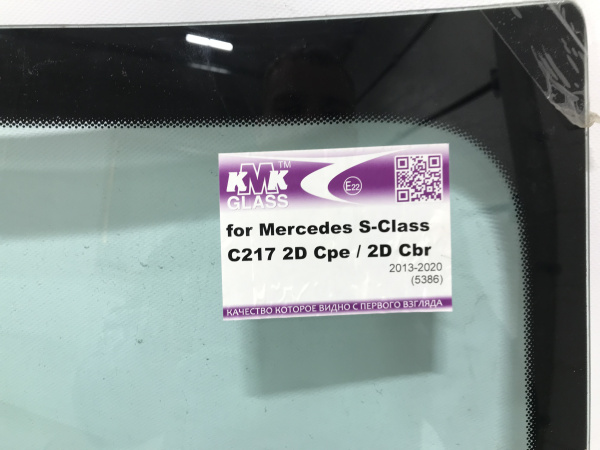 KMK™
GLASS
E22
for Mercedes S-Class
C217 2D Cpe / 2D Cbr
2013-2020
(5386)
КАЧЕСТВО КОТОРОЕ ВИДНО С ПЕРВОГО ВЗГЛЯДА